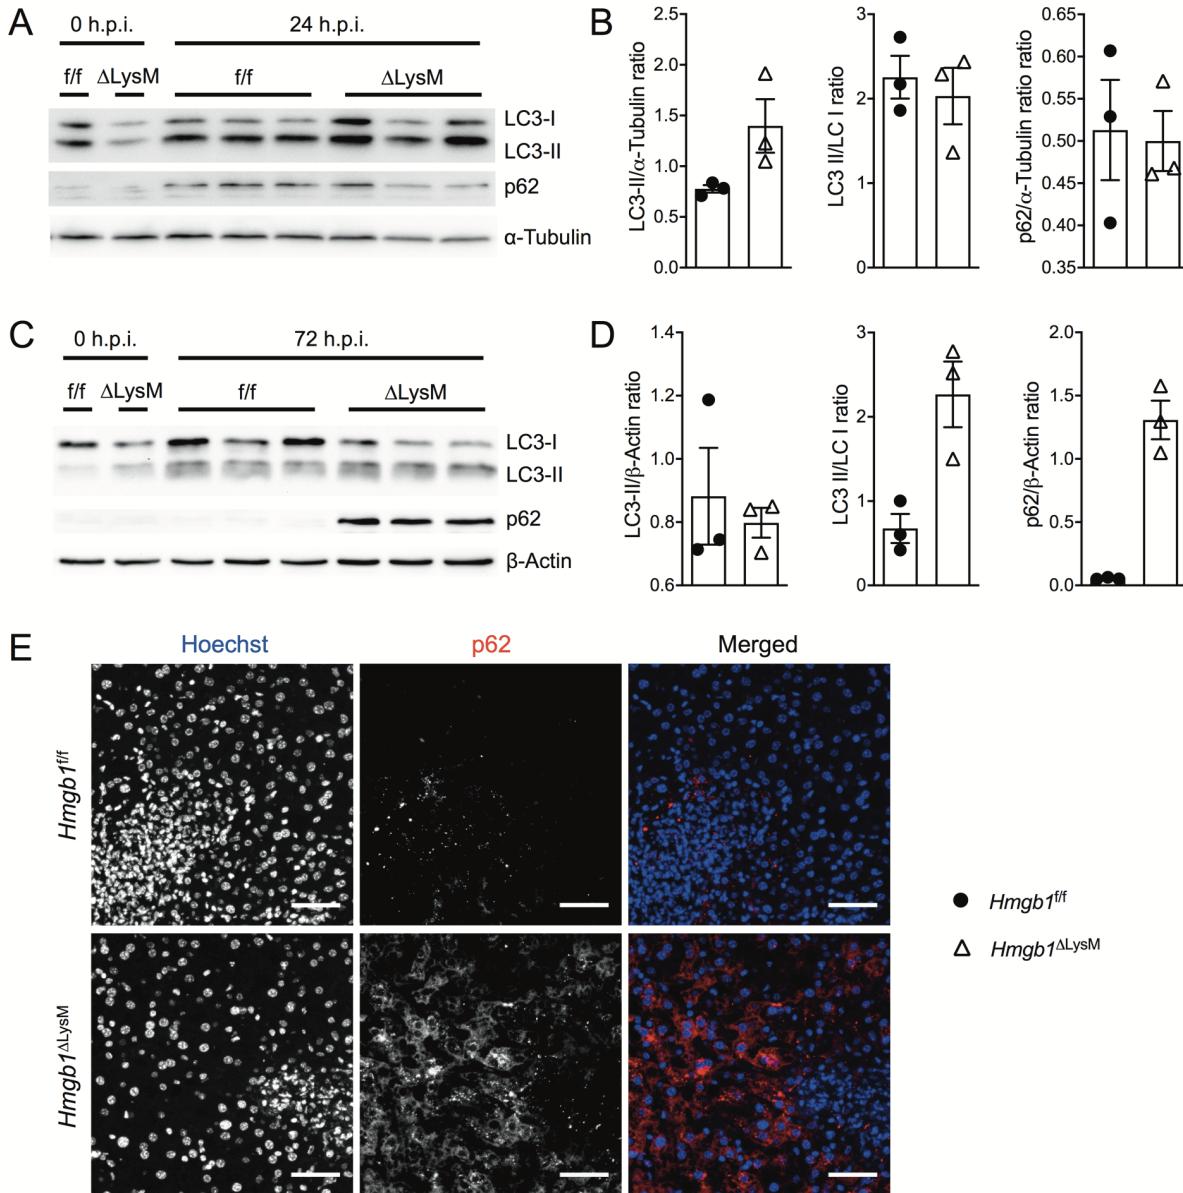 A
0 h.p.i.
24 h.p.i.
f/f
ΔLysM
f/f
ΔLysM
LC3-I
LC3-II
p62
α-Tubulin
B
LC3-II/α-Tubulin ratio
2.5
2.0
1.5
1.0
0.5
0.0
LC3 II/LC I ratio
3
2
1
0
p62/α-Tubulin ratio ratio
0.65
0.60
0.55
0.50
0.45
0.40
0.35
C
0 h.p.i.
72 h.p.i.
f/f
ΔLysM
f/f
ΔLysM
LC3-I
LC3-II
p62
β-Actin
D
LC3-II/β-Actin ratio
1.4
1.2
1.0
0.8
0.6
LC3 II/LC I ratio
3
2
1
0
p62/β-Actin ratio
2.0
1.5
1.0
0.5
0.0
E
Hoechst
p62
Merged
Hmgb1f/f
Hmgb1ΔLysM
Hmgb1f/f
Hmgb1ΔLysM